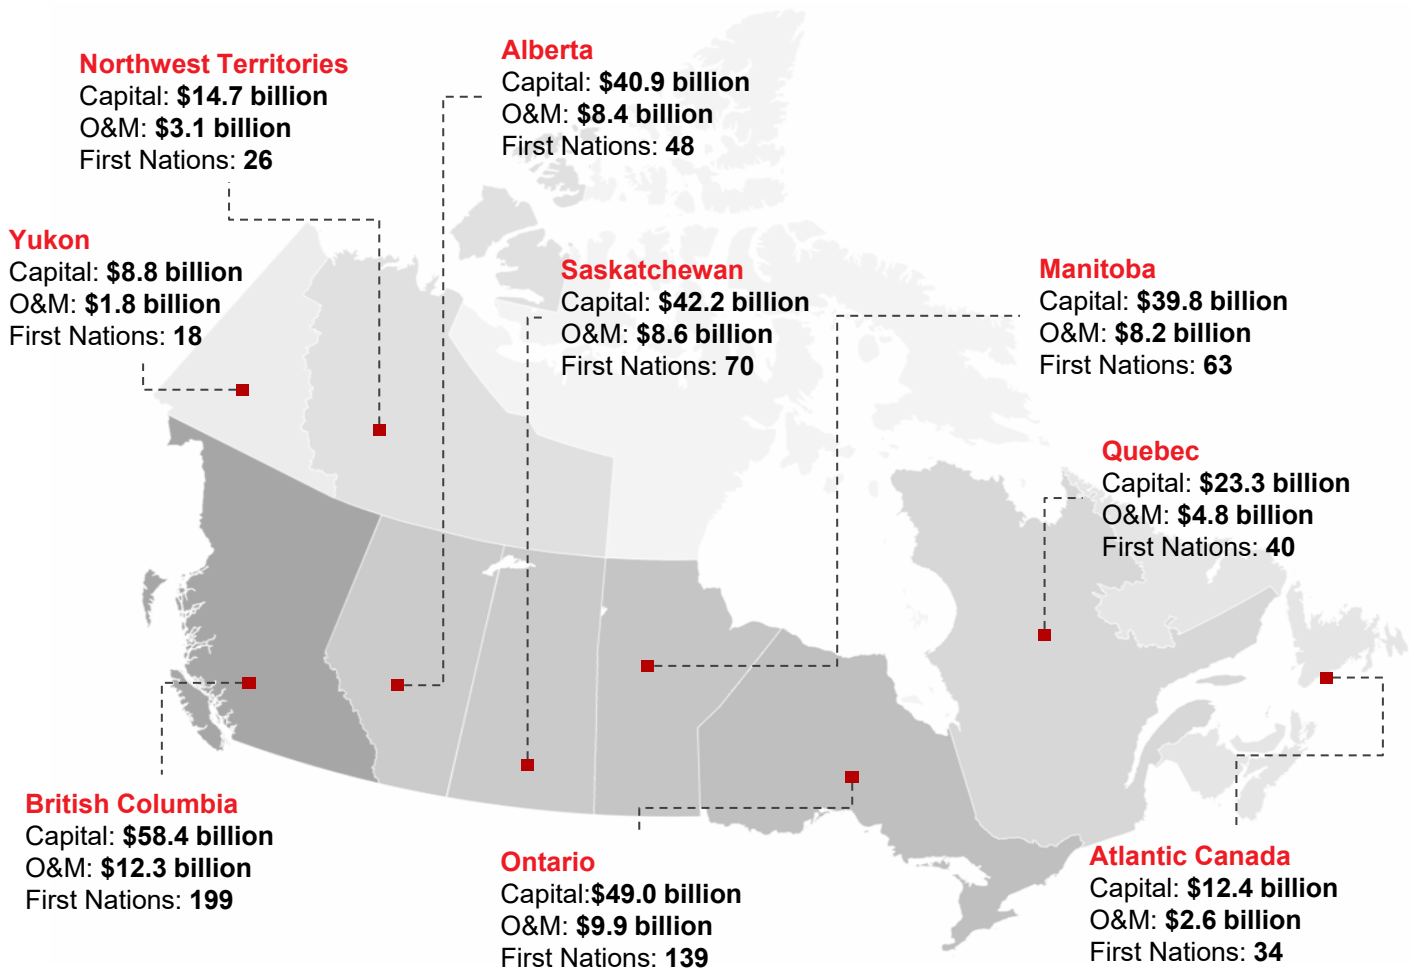 Northwest Territories
Capital: $14.7 billion
O&M: $3.1 billion
First Nations: 26
Alberta
Capital: $40.9 billion
O&M: $8.4 billion
First Nations: 48
Yukon
Capital: $8.8 billion
O&M: $1.8 billion
First Nations: 18
Saskatchewan
Capital: $42.2 billion
O&M: $8.6 billion
First Nations: 70
Manitoba
Capital: $39.8 billion
O&M: $8.2 billion
First Nations: 63
Quebec
Capital: $23.3 billion
O&M: $4.8 billion
First Nations: 40
British Columbia
Capital: $58.4 billion
O&M: $12.3 billion
First Nations: 199
Ontario
Capital:$49.0 billion
O&M: $9.9 billion
First Nations: 139
Atlantic Canada
Capital: $12.4 billion
O&M: $2.6 billion
First Nations: 34